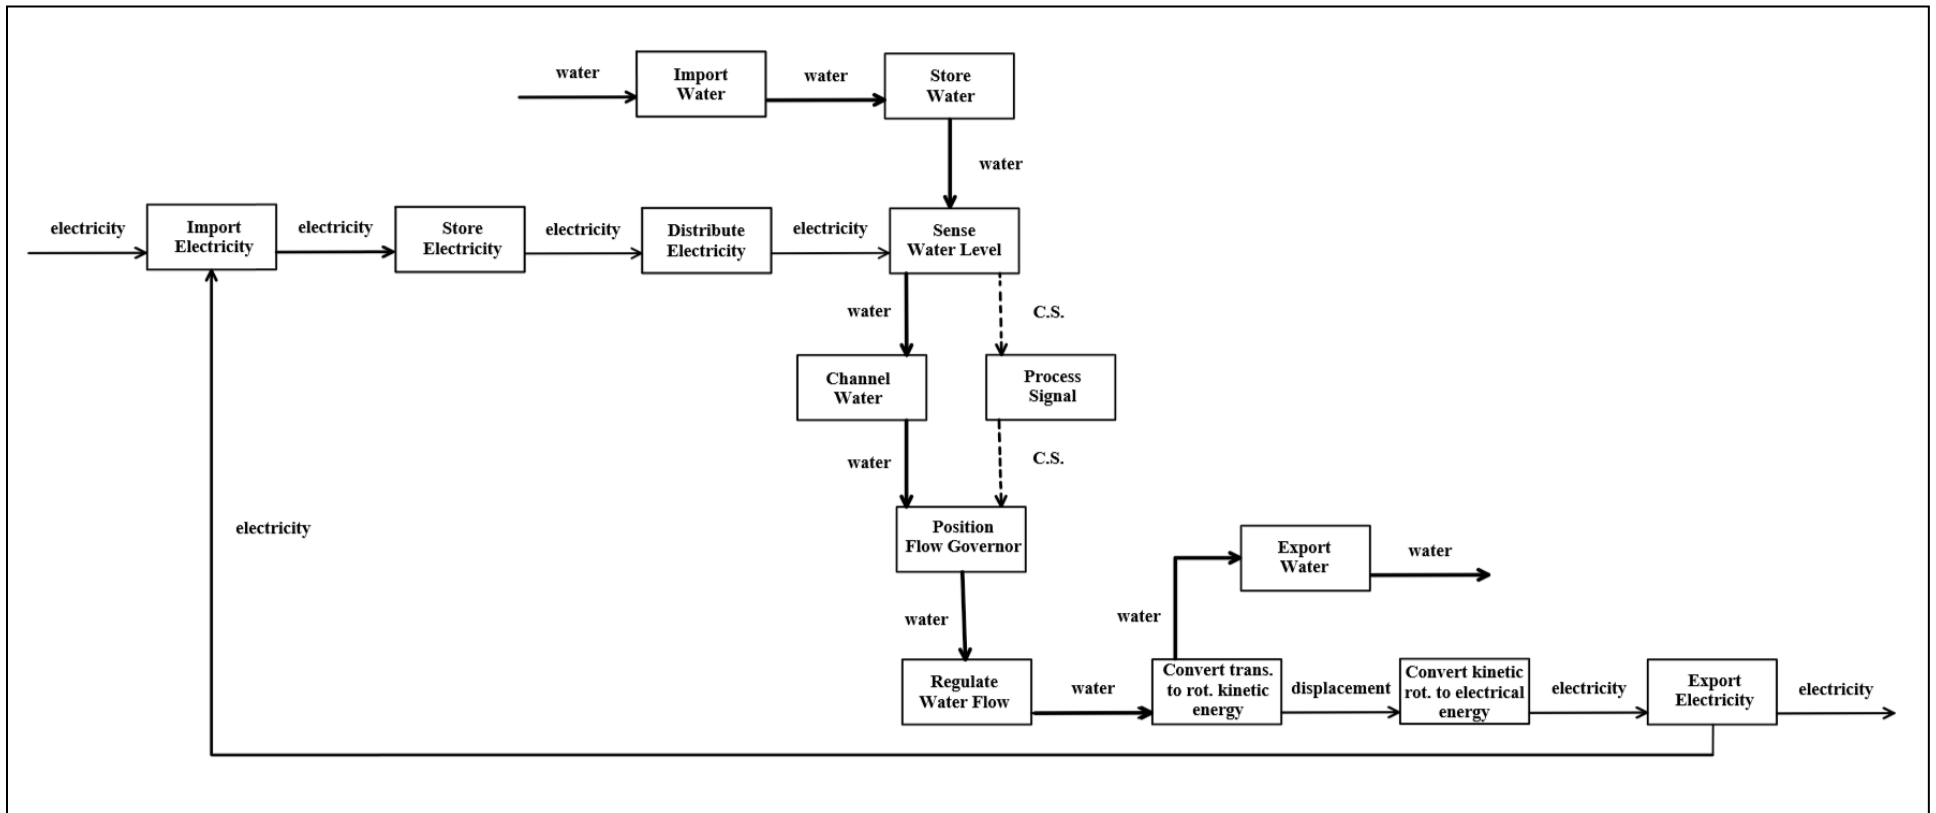 water
Import
Water
water
Store
Water
water
electricity
Import
Electricity
electricity
Store
Electricity
electricity
Distribute
Electricity
electricity
Sense
Water Level
water
C.S.
Channel
Water
Process
Signal
water
C.S.
electricity
Position
Flow Governor
Export
Water
water
water
water
Regulate
Water Flow
water
Convert trans.
to rot. kinetic
energy
displacement
Convert kinetic
rot. to electrical
energy
electricity
Export
Electricity
electricity